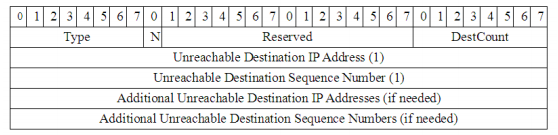 0 1 2 3 4 5 6 7 0 1 2 3 4 5 6 7 0 1 2 3 4 5 6 7 0 1 2 3 4 5 6 7
Type N Reserved DestCount
Unreachable Destination IP Address (1)
Unreachable Destination Sequence Number (1)
Additional Unreachable Destination IP Addresses (if needed)
Additional Unreachable Destination Sequence Numbers (if needed)